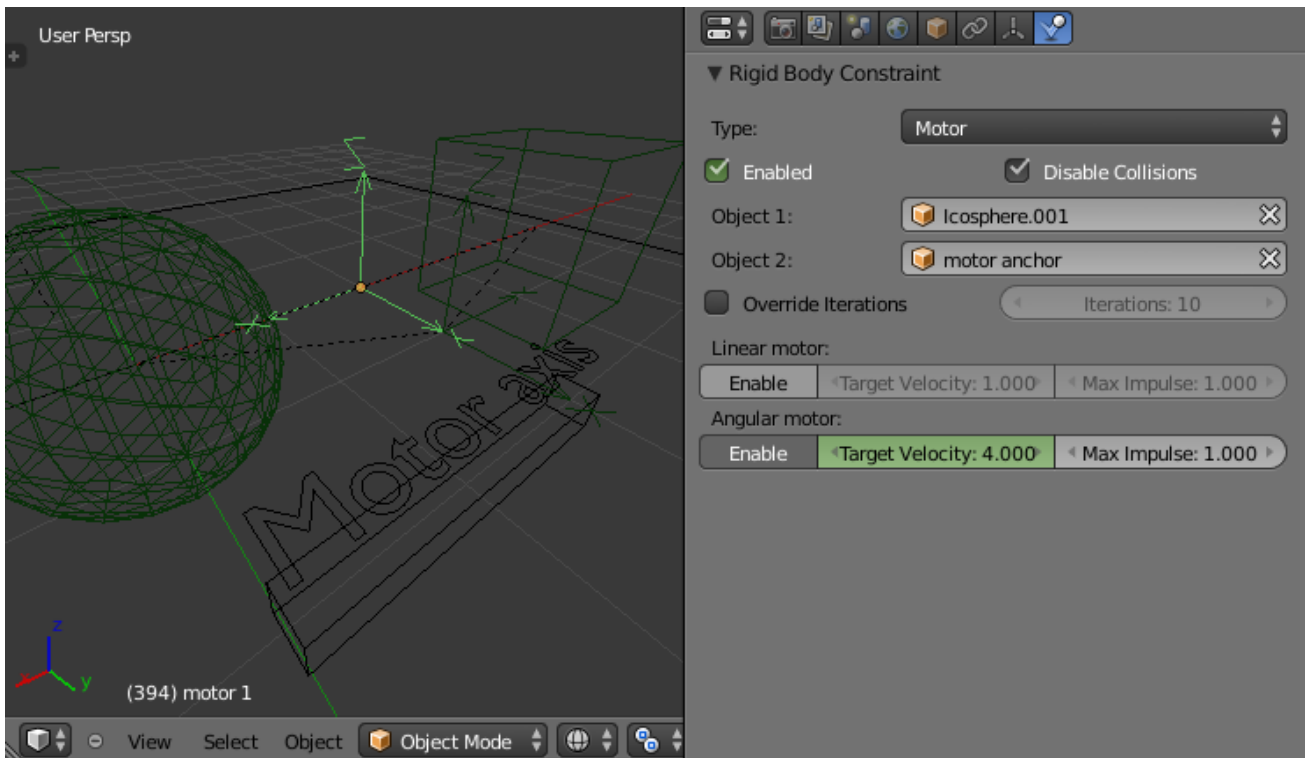 User Persp
Z
Z
Motor axis
z
x
y
(394) motor 1
View Select Object Object Mode
Rigid Body Constraint
Type: Motor
Enabled Disable Collisions
Object 1: Icosphere.001
Object 2: motor anchor
Override Iterations Iterations: 10
Linear motor:
Enable Target Velocity: 1.000 Max Impulse: 1.000
Angular motor:
Enable Target Velocity: 4.000 Max Impulse: 1.000